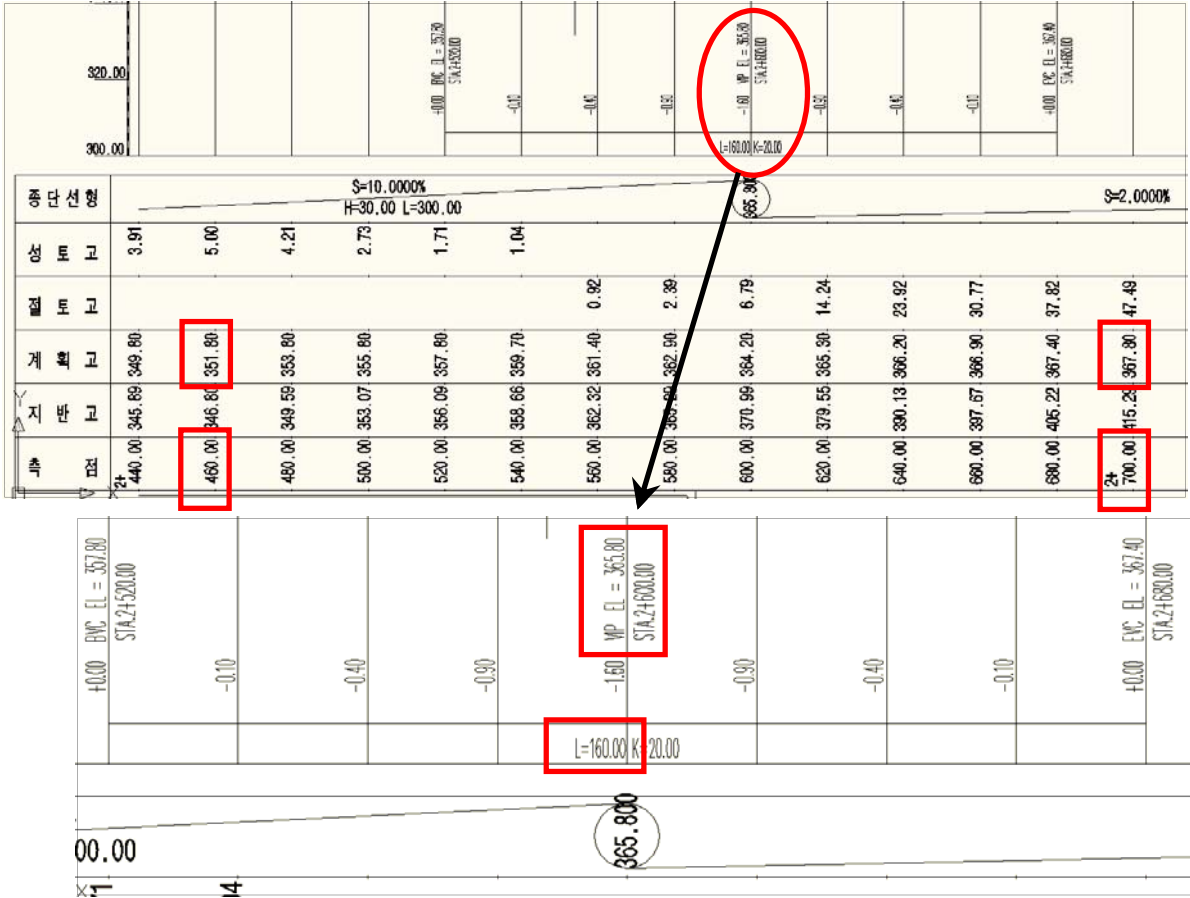 320.00
300.00
+0.00 BVC EL = 357.80
STA.2+520.00
-0.10
-0.40
-0.90
-1.60 VIP EL = 365.80
STA.2+600.00
-0.90
-0.40
-0.10
+0.00 EVC EL = 367.40
STA.2+680.00
L=160.00 K=20.00
종단선형 S=10.0000% H=30.00 L=300.00 365.800 S=2.0000%
성토고 3.91 5.00 4.21 2.73 1.71 1.04
절토고 0.92 2.39 6.79 14.24 23.92 30.77 37.82 47.49
계획고 349.80 351.80 353.80 355.80 357.80 359.70 361.40 362.90 364.20 365.30 366.20 366.90 367.40 367.80
지반고 345.89 346.80 349.59 353.07 356.09 358.66 362.32 370.99 379.55 390.13 397.67 405.22 415.29
측점 2+ 440.00 460.00 480.00 500.00 520.00 540.00 560.00 580.00 600.00 620.00 640.00 660.00 680.00 2+ 700.00
Y
X
+0.00 BVC EL = 357.80
STA.2+520.00
-0.10
-0.40
-0.90
-1.60 VIP EL = 365.80
STA.2+600.00
-0.90
-0.40
-0.10
+0.00 EVC EL = 367.40
STA.2+680.00
L=160.00 K=20.00
365.800
00.00
71
04